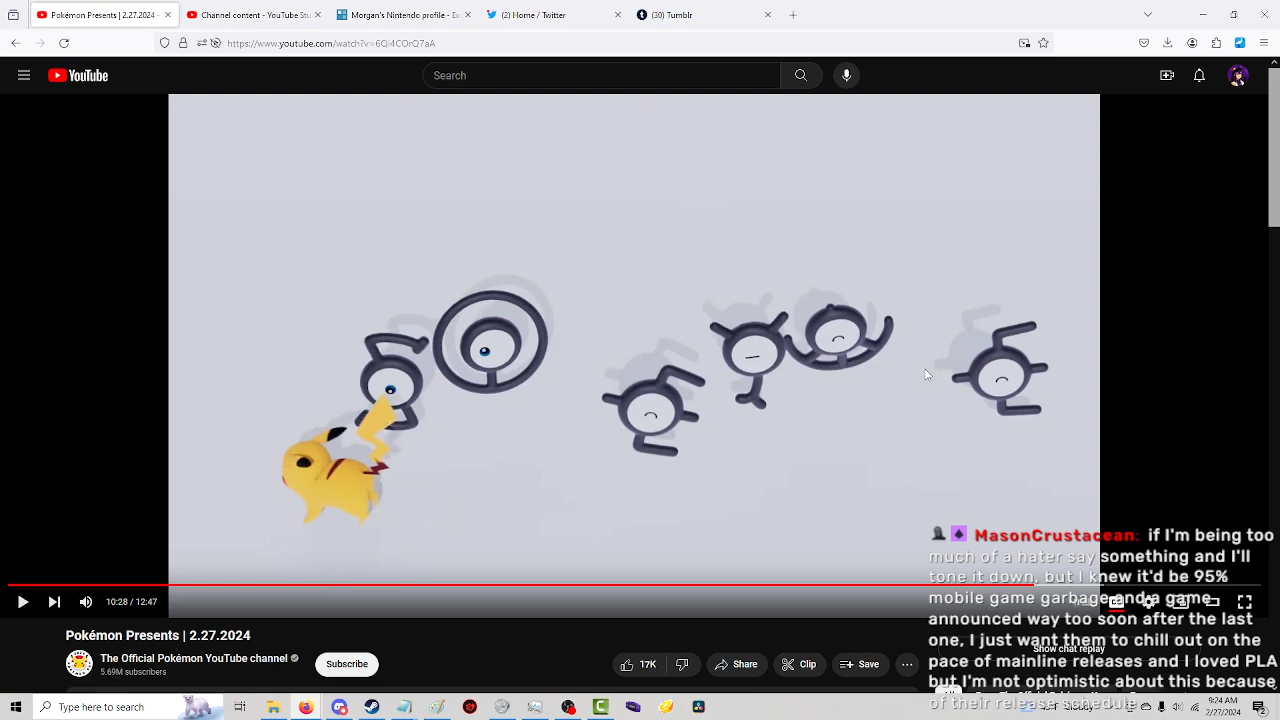 Pokémon Presents | 2.27.2024 -
Channel content - YouTube Stu
Morgan's Nintendo profile - Ex
(2) Home / Twitter
(30) Tumblr
https://www.youtube.com/watch?v=6Qi4COrQ7aA
YouTube
Search
MasonCrustacean: if I'm being too
much of a hater say something and I'll
tone it down, but I knew it'd be 95%
mobile game garbage and a game
announced way too soon after the last
one, I just want them to chill out on the
pace of mainline releases and I loved PLA
but I'm not optimistic about this because
of their release schedule
10:28 / 12:47
Pokémon Presents | 2.27.2024
The Official Pokémon YouTube channel
5.69M subscribers
Subscribe
17K
Share
Clip
Save
Show chat replay
Type here to search
9:24 AM
2/27/2024